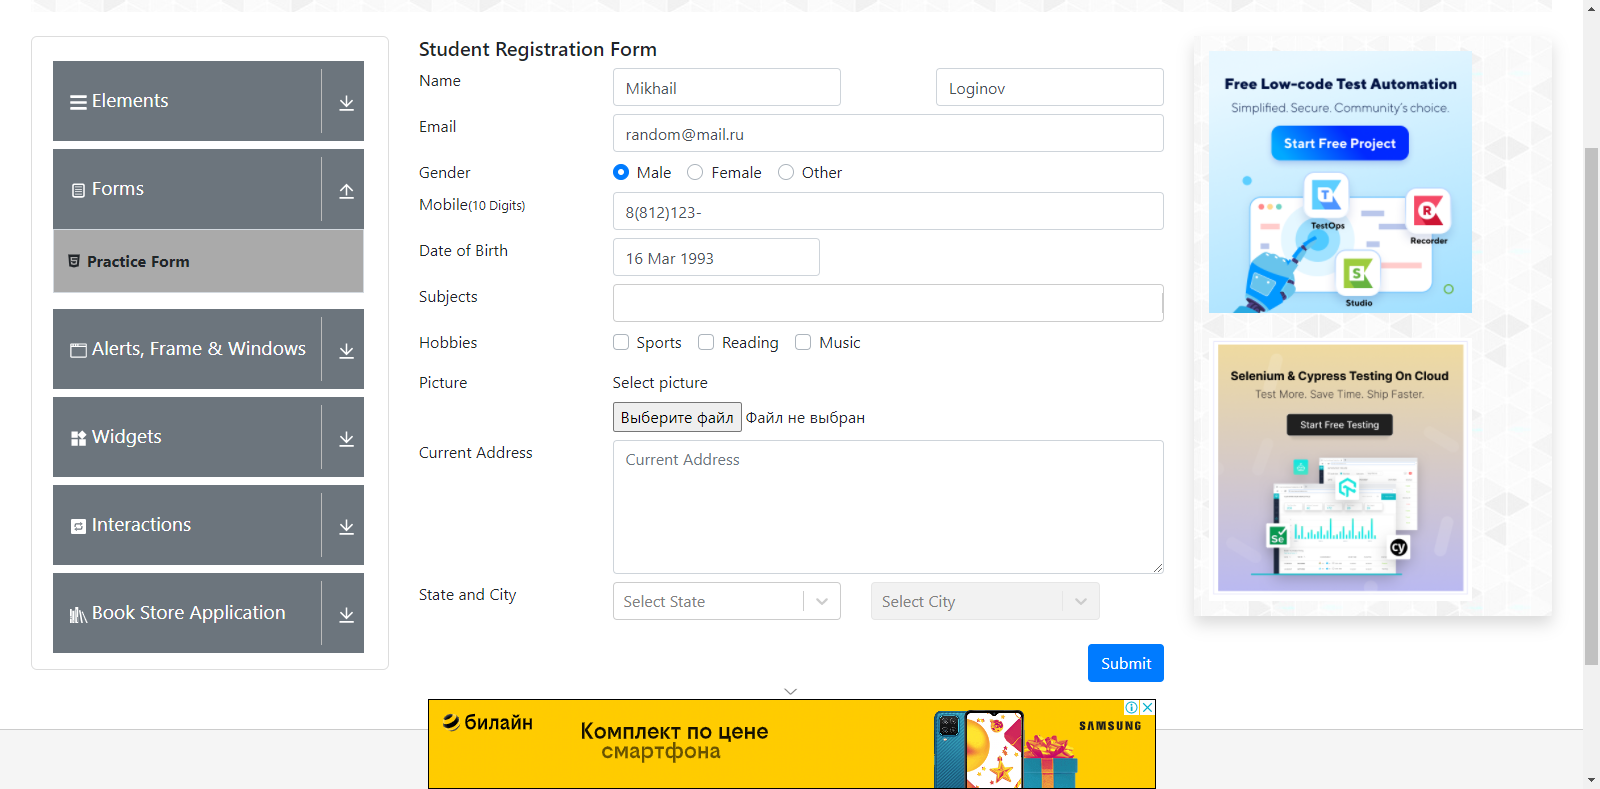 Elements
Forms
Practice Form
Alerts, Frame & Windows
Widgets
Interactions
Book Store Application
Student Registration Form
Name
Mikhail
Loginov
Email
random@mail.ru
Gender
Male
Female
Other
Mobile(10 Digits)
8(812)123-
Date of Birth
16 Mar 1993
Subjects
Hobbies
Sports
Reading
Music
Picture
Select picture
Выберите файл Файл не выбран
Current Address
Current Address
State and City
Select State
Select City
Submit
Free Low-code Test Automation
Simplified. Secure. Community's choice.
Start Free Project
TestOps
Recorder
Studio
Selenium & Cypress Testing On Cloud
Test More. Save Time. Ship Faster.
Start Free Testing
Se
cy
билайн
Комплект по цене
смартфона
SAMSUNG